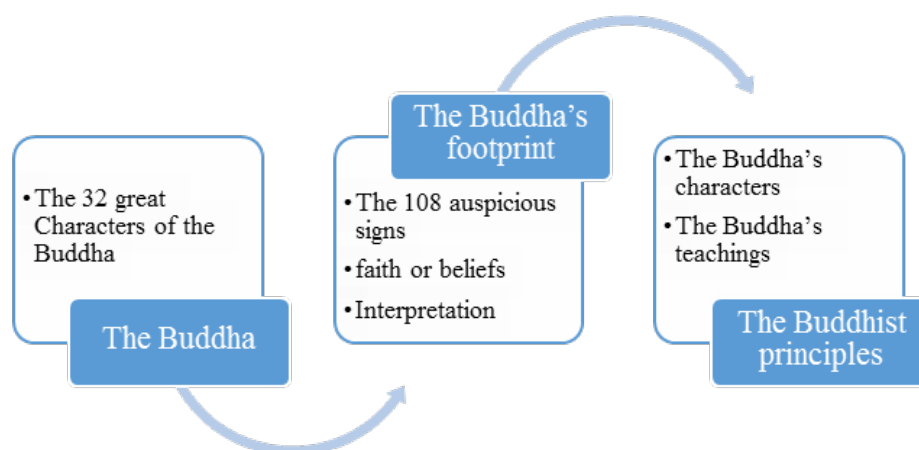 • The 32 great
Characters of the
Buddha
The Buddha
The Buddha's
footprint
• The 108 auspicious
signs
• faith or beliefs
• Interpretation
• The Buddha's
characters
• The Buddha's
teachings
The Buddhist
principles